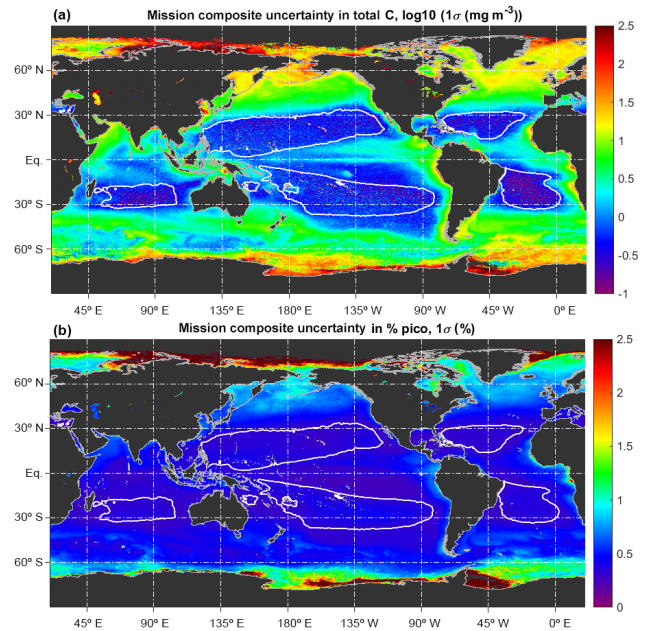 (a) Mission composite uncertainty in total C, log10 (1σ (mg m⁻³))
60º N
30º N
Eq.
30º S
60º S
45º E 90º E 135º E 180º E 135º W 90º W 45º W 0º E
2.5
2
1.5
1
0.5
0
-0.5
-1
(b) Mission composite uncertainty in % pico, 1σ (%)
60º N
30º N
Eq.
30º S
60º S
45º E 90º E 135º E 180º E 135º W 90º W 45º W 0º E
2.5
2
1.5
1
0.5
0